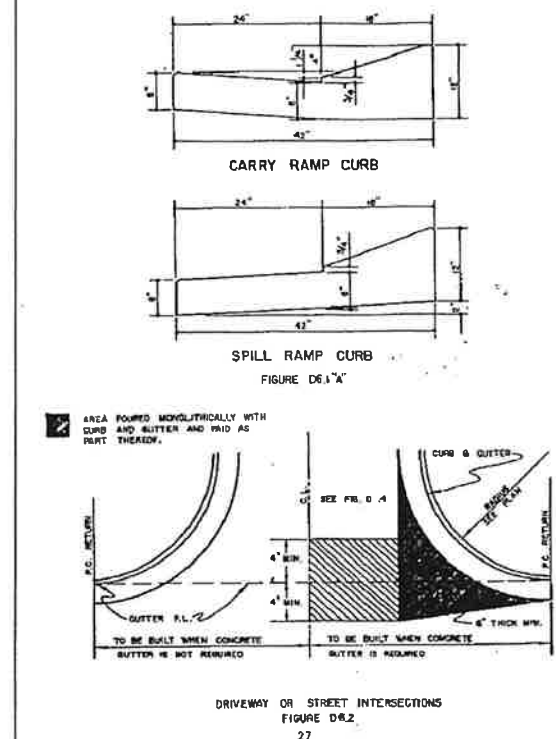 24" 18"
4"
3/4"
6"
6"
12"
42"
CARRY RAMP CURB
24" 18"
3/4"
12"
6"
6"
42"
SPILL RAMP CURB
FIGURE D6.1"A"
AREA POURED MONOLITHICALLY WITH
CURB AND GUTTER AND PAID AS
PART THEREOF.
CURB & GUTTER
SEE FIG. D .4
RADIUS
SEE PLAN
P.C. RETURN
P.C. RETURN
4' MIN.
4' MIN.
GUTTER F.L.
6" THICK MIN.
TO BE BUILT WHEN CONCRETE
GUTTER IS NOT REQUIRED
TO BE BUILT WHEN CONCRETE
GUTTER IS REQUIRED
DRIVEWAY OR STREET INTERSECTIONS
FIGURE D6.2
27